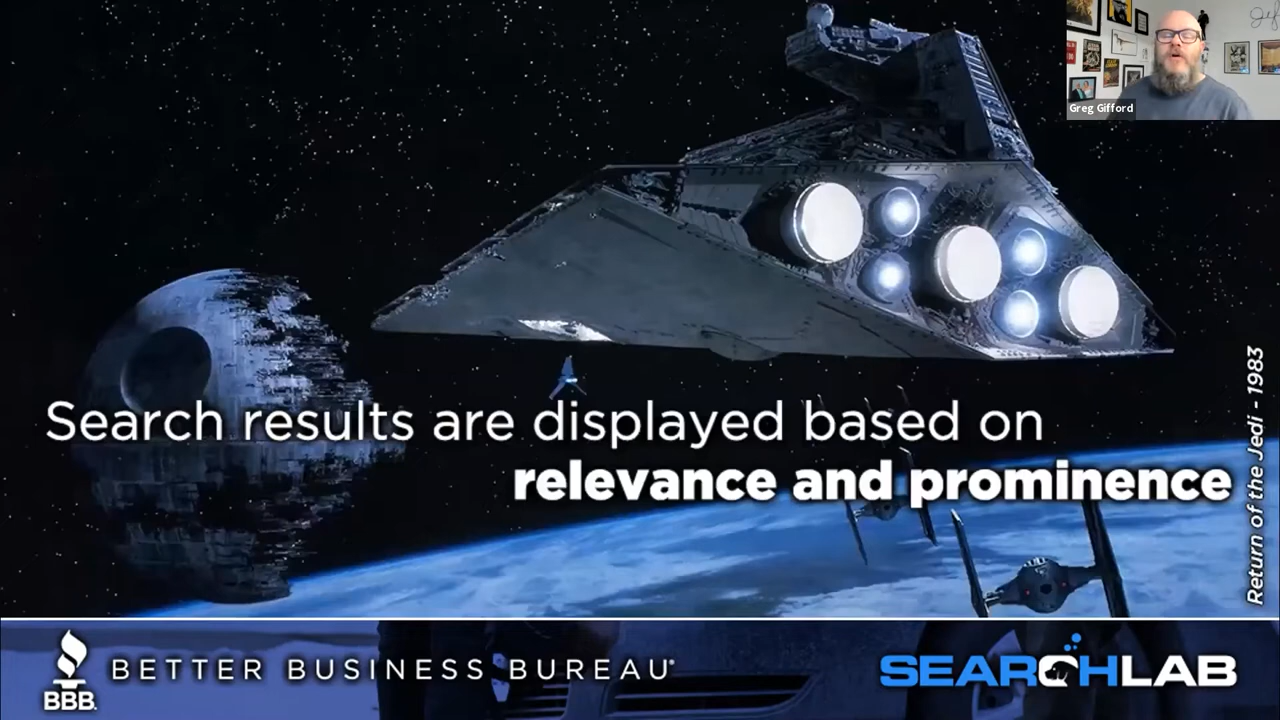 Greg Gifford
Search results are displayed based on
relevance and prominence
Return of the Jedi - 1983
BBB.
BETTER BUSINESS BUREAU®
SEARCHLAB